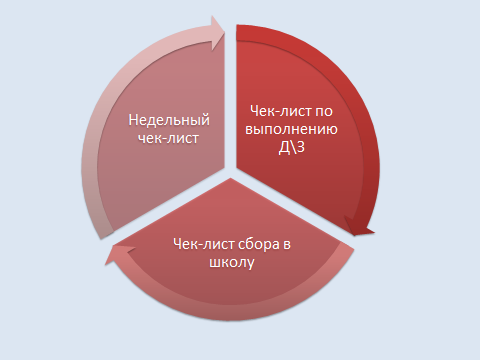 Недельный
чек-лист
Чек-лист по
выполнению
Д\З
Чек-лист сбора в
школу